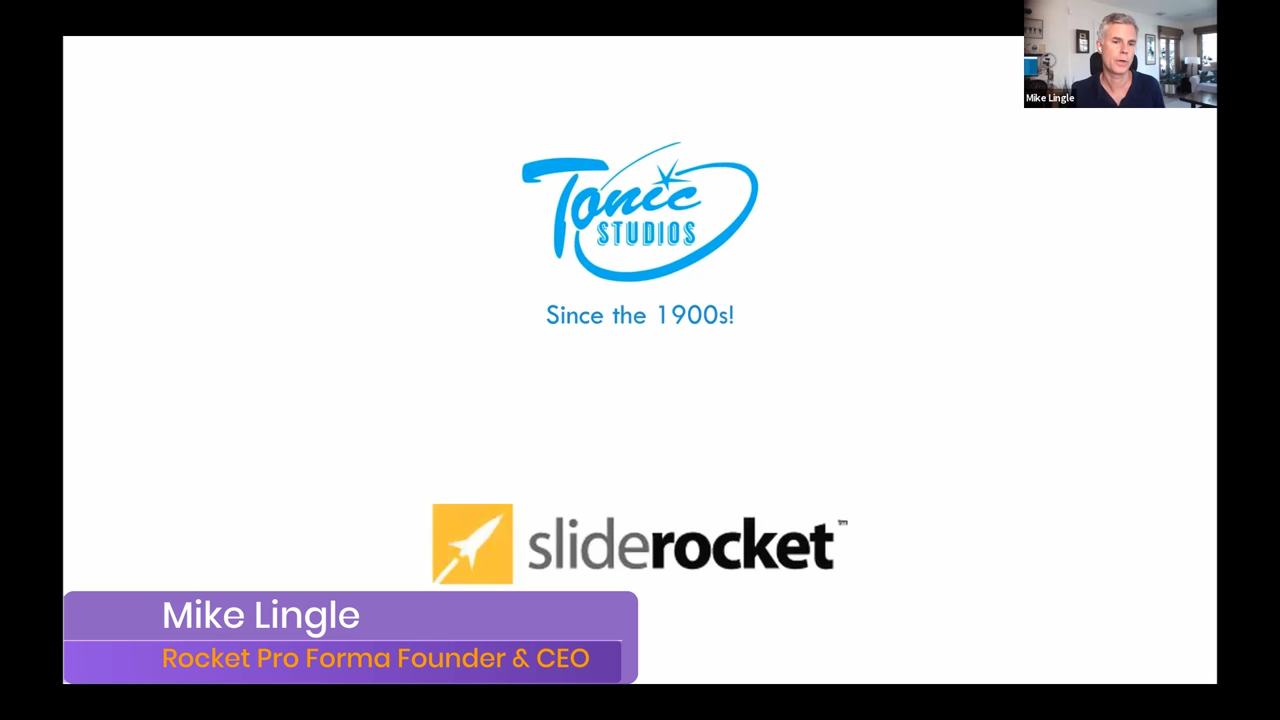 Mike Lingle
Tonic
STUDIOS
Since the 1900s!
sliderocket™
Mike Lingle
Rocket Pro Forma Founder & CEO